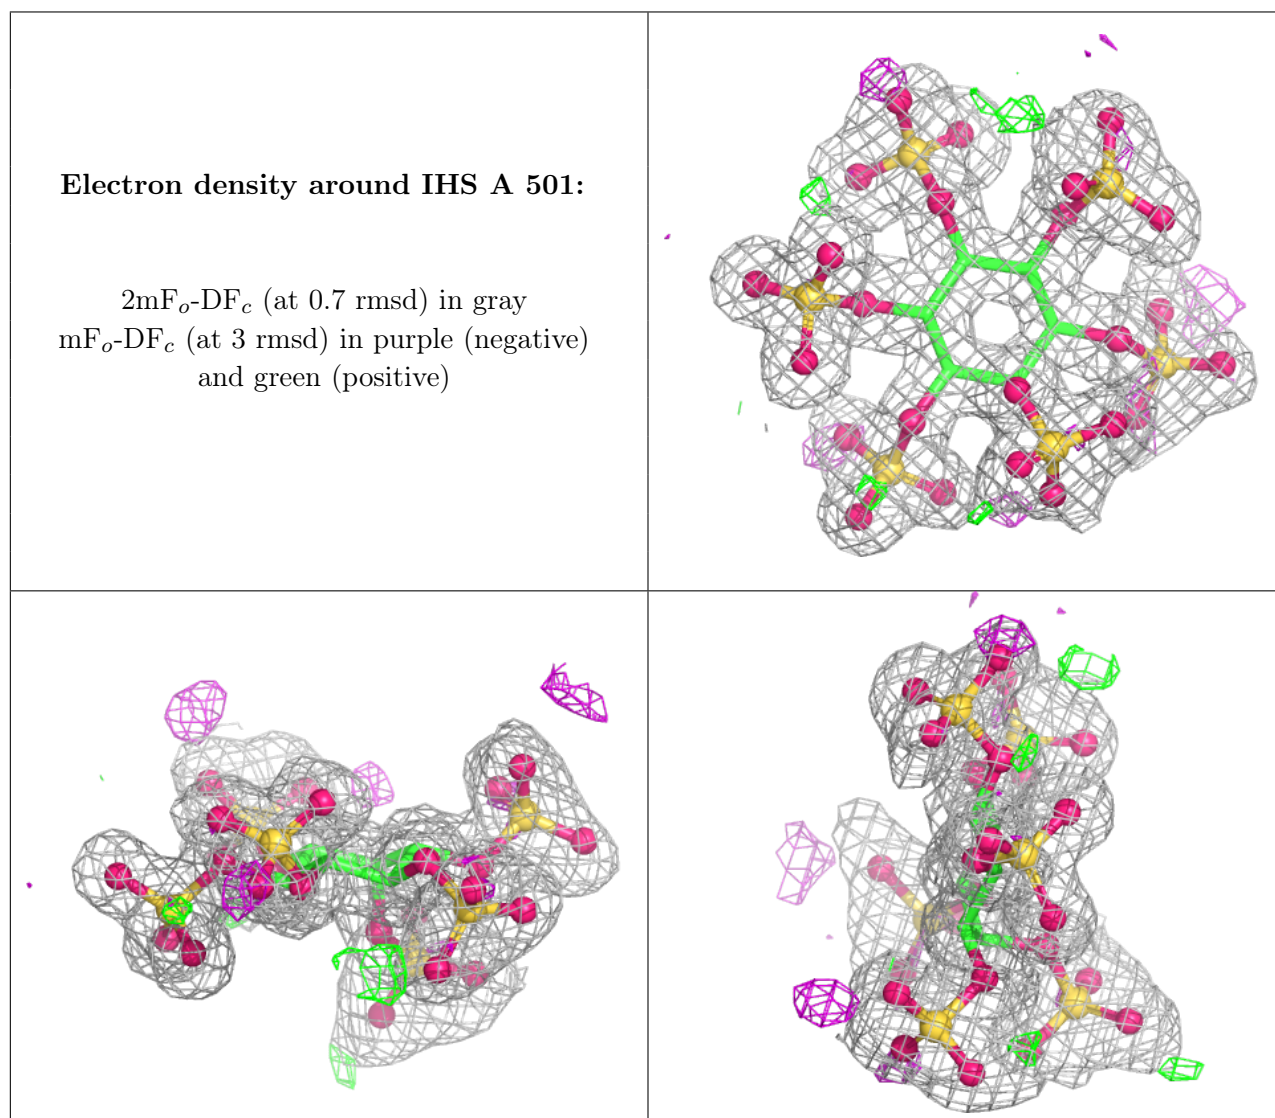 Electron density around IHS A 501:
2mFo-DFc (at 0.7 rmsd) in gray
mFo-DFc (at 3 rmsd) in purple (negative)
and green (positive)